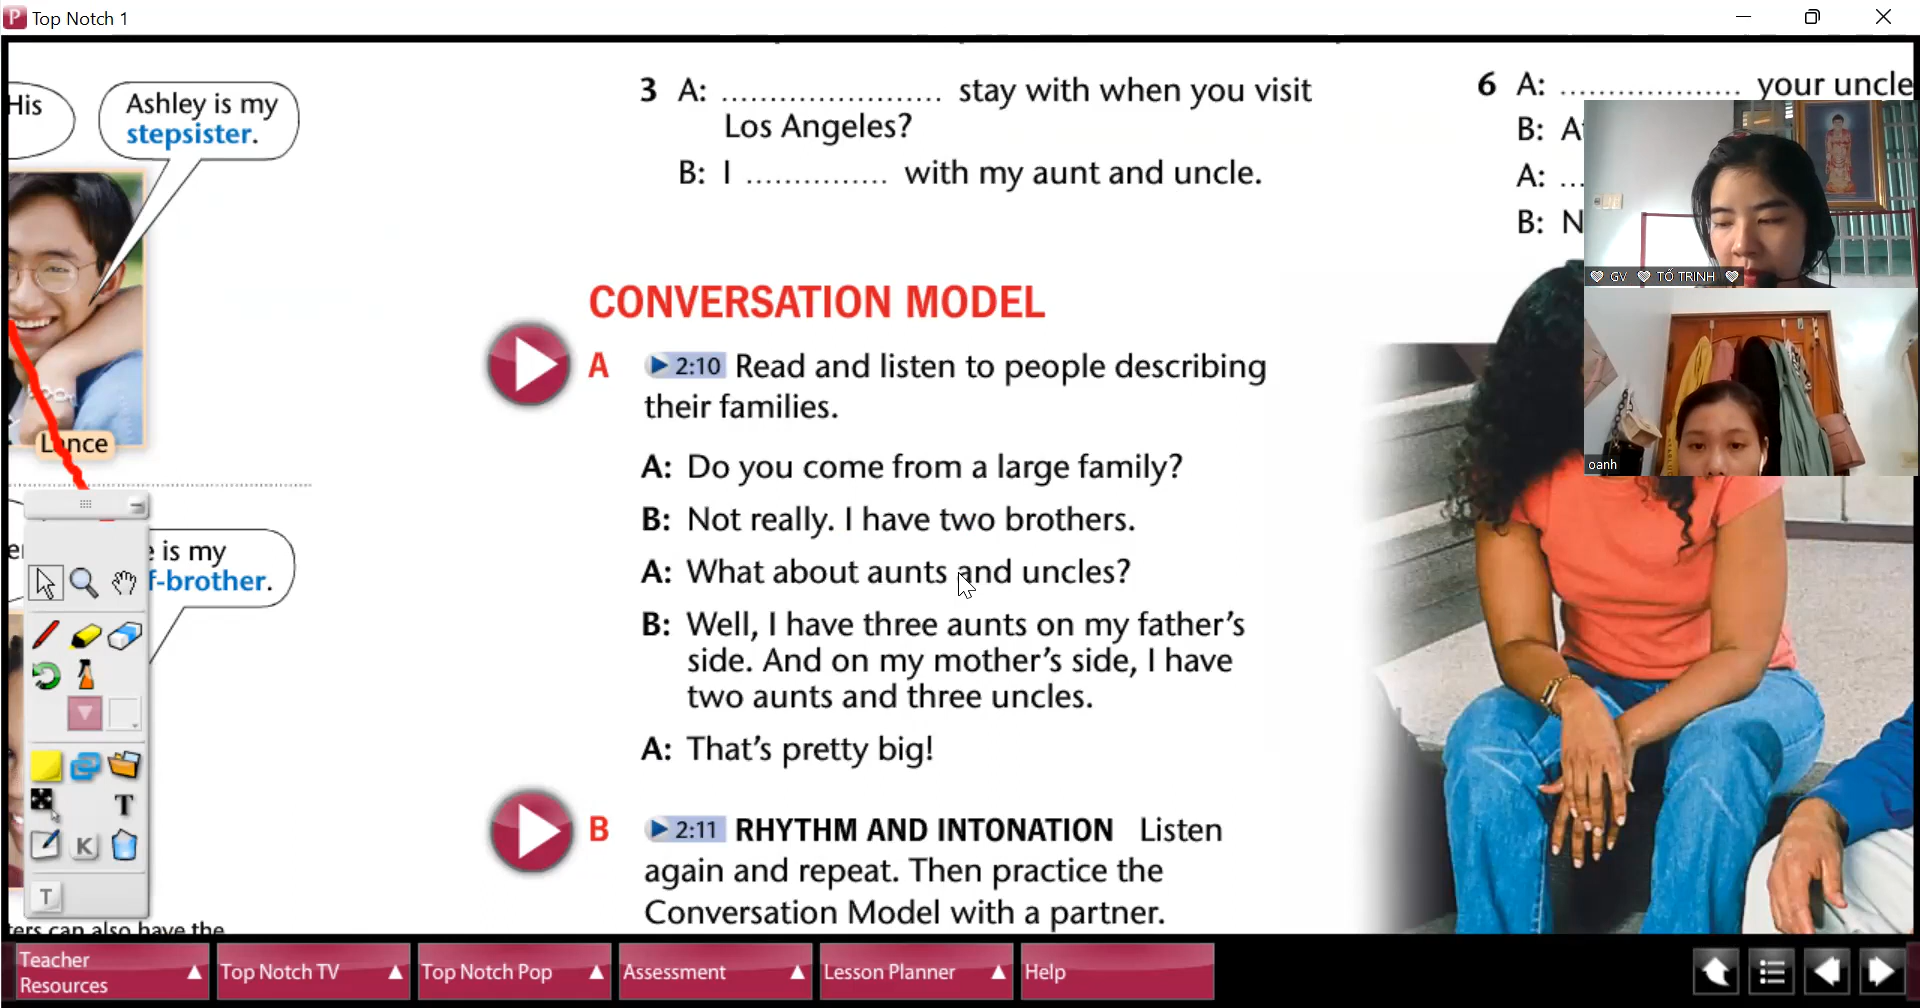 Top Notch 1
His
Ashley is my
stepsister.
Lance
is my
f-brother.
ters can also have the
3 A: ...................... stay with when you visit
Los Angeles?
B: I ............... with my aunt and uncle.
6 A: .................. your uncle
B: A
A: ...
B: N
GV TỐ TRINH
oanh
CONVERSATION MODEL
A 2:10 Read and listen to people describing
their families.
A: Do you come from a large family?
B: Not really. I have two brothers.
A: What about aunts and uncles?
B: Well, I have three aunts on my father's
side. And on my mother's side, I have
two aunts and three uncles.
A: That's pretty big!
B 2:11 RHYTHM AND INTONATION Listen
again and repeat. Then practice the
Conversation Model with a partner.
T
K
T
Teacher
Resources
Top Notch TV
Top Notch Pop
Assessment
Lesson Planner
Help